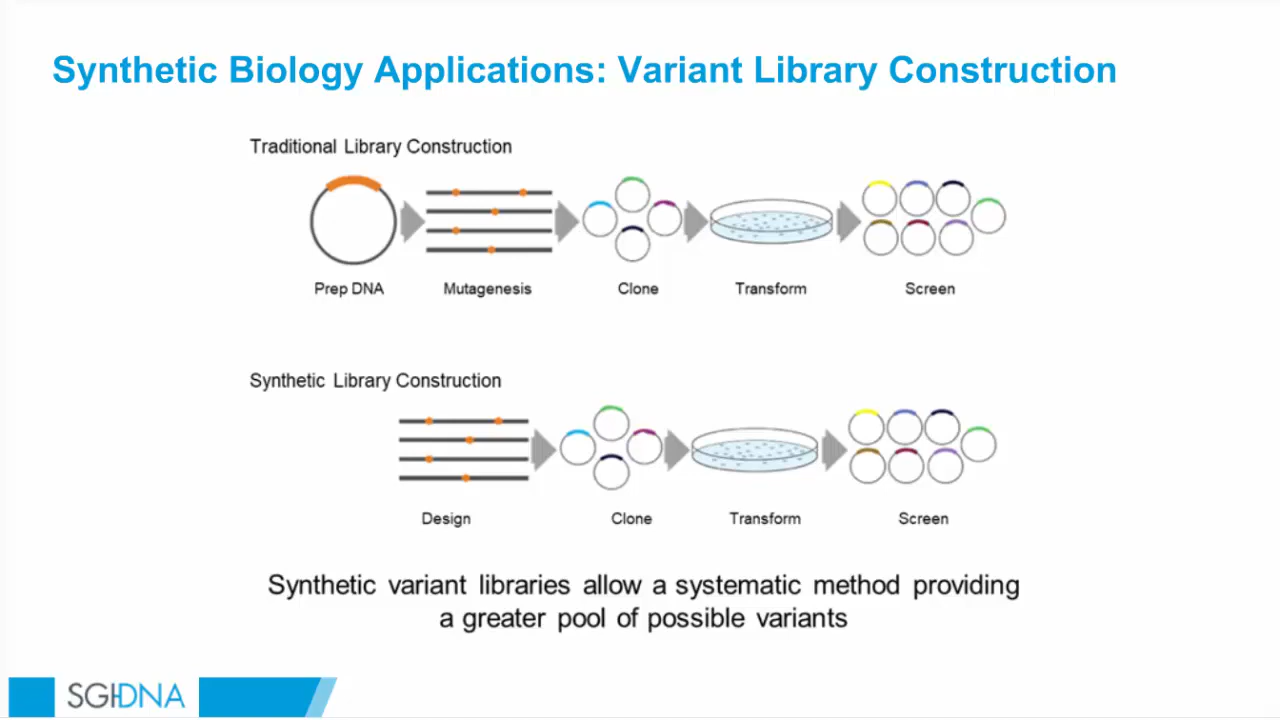 Synthetic Biology Applications: Variant Library Construction
Traditional Library Construction
Prep DNA Mutagenesis Clone Transform Screen
Synthetic Library Construction
Design Clone Transform Screen
Synthetic variant libraries allow a systematic method providing
a greater pool of possible variants
SGI-DNA